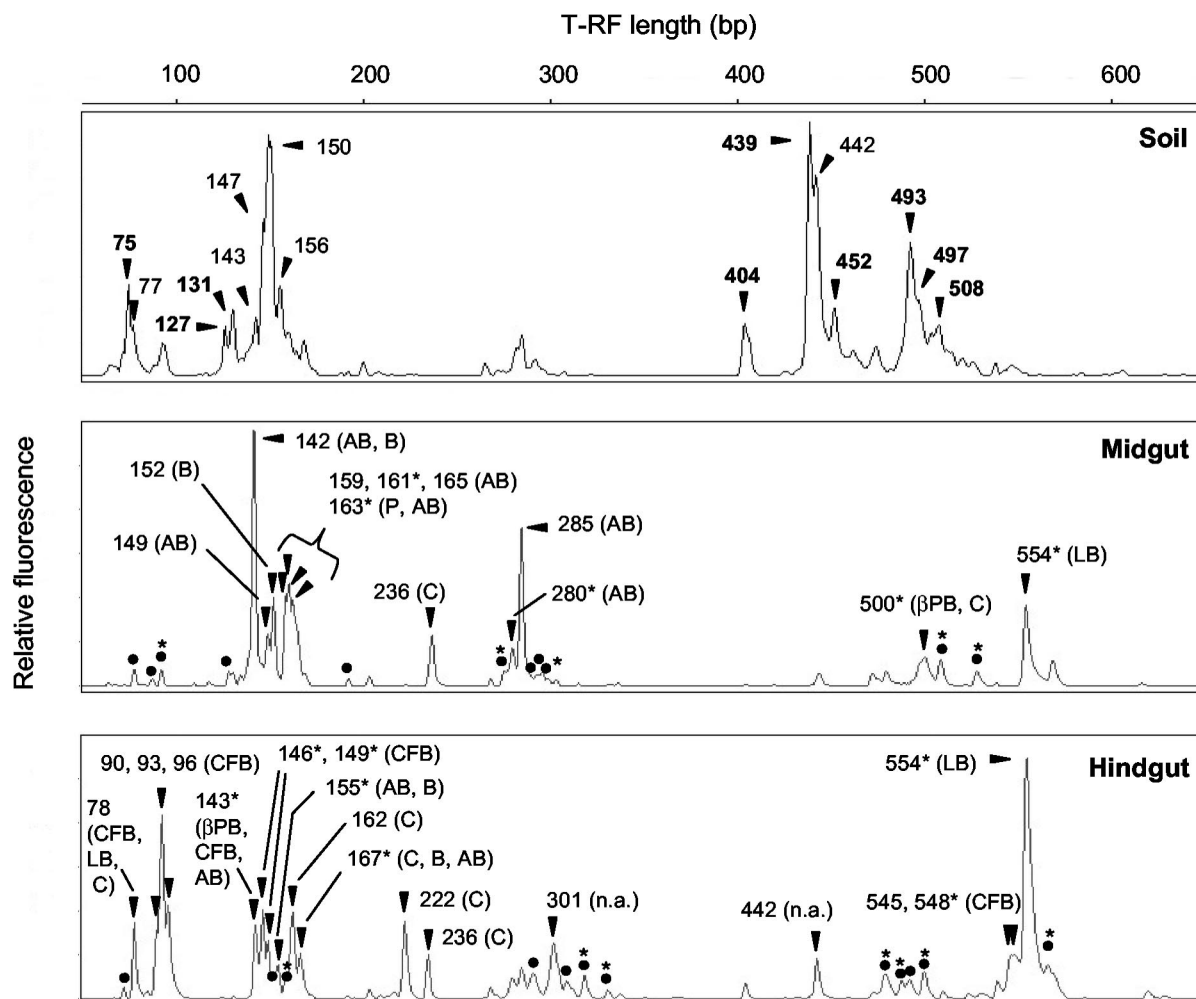 T-RF length (bp)
100 200 300 400 500 600
Relative fluorescence
Soil
150
147
143
156
75
77
131
127
439
442
404
452
493
497
508
Midgut
142 (AB, B)
152 (B)
159, 161*, 165 (AB)
163* (P, AB)
149 (AB)
285 (AB)
236 (C)
280* (AB)
554* (LB)
500* (βPB, C)
*
*
*
*
*
Hindgut
90, 93, 96 (CFB)
146*, 149* (CFB)
554* (LB)
155* (AB, B)
78
(CFB,
LB,
C)
143*
(βPB,
CFB,
AB)
162 (C)
167* (C, B, AB)
222 (C)
236 (C)
301 (n.a.)
442 (n.a.)
545, 548* (CFB)
*
*
*
*
*
*
*